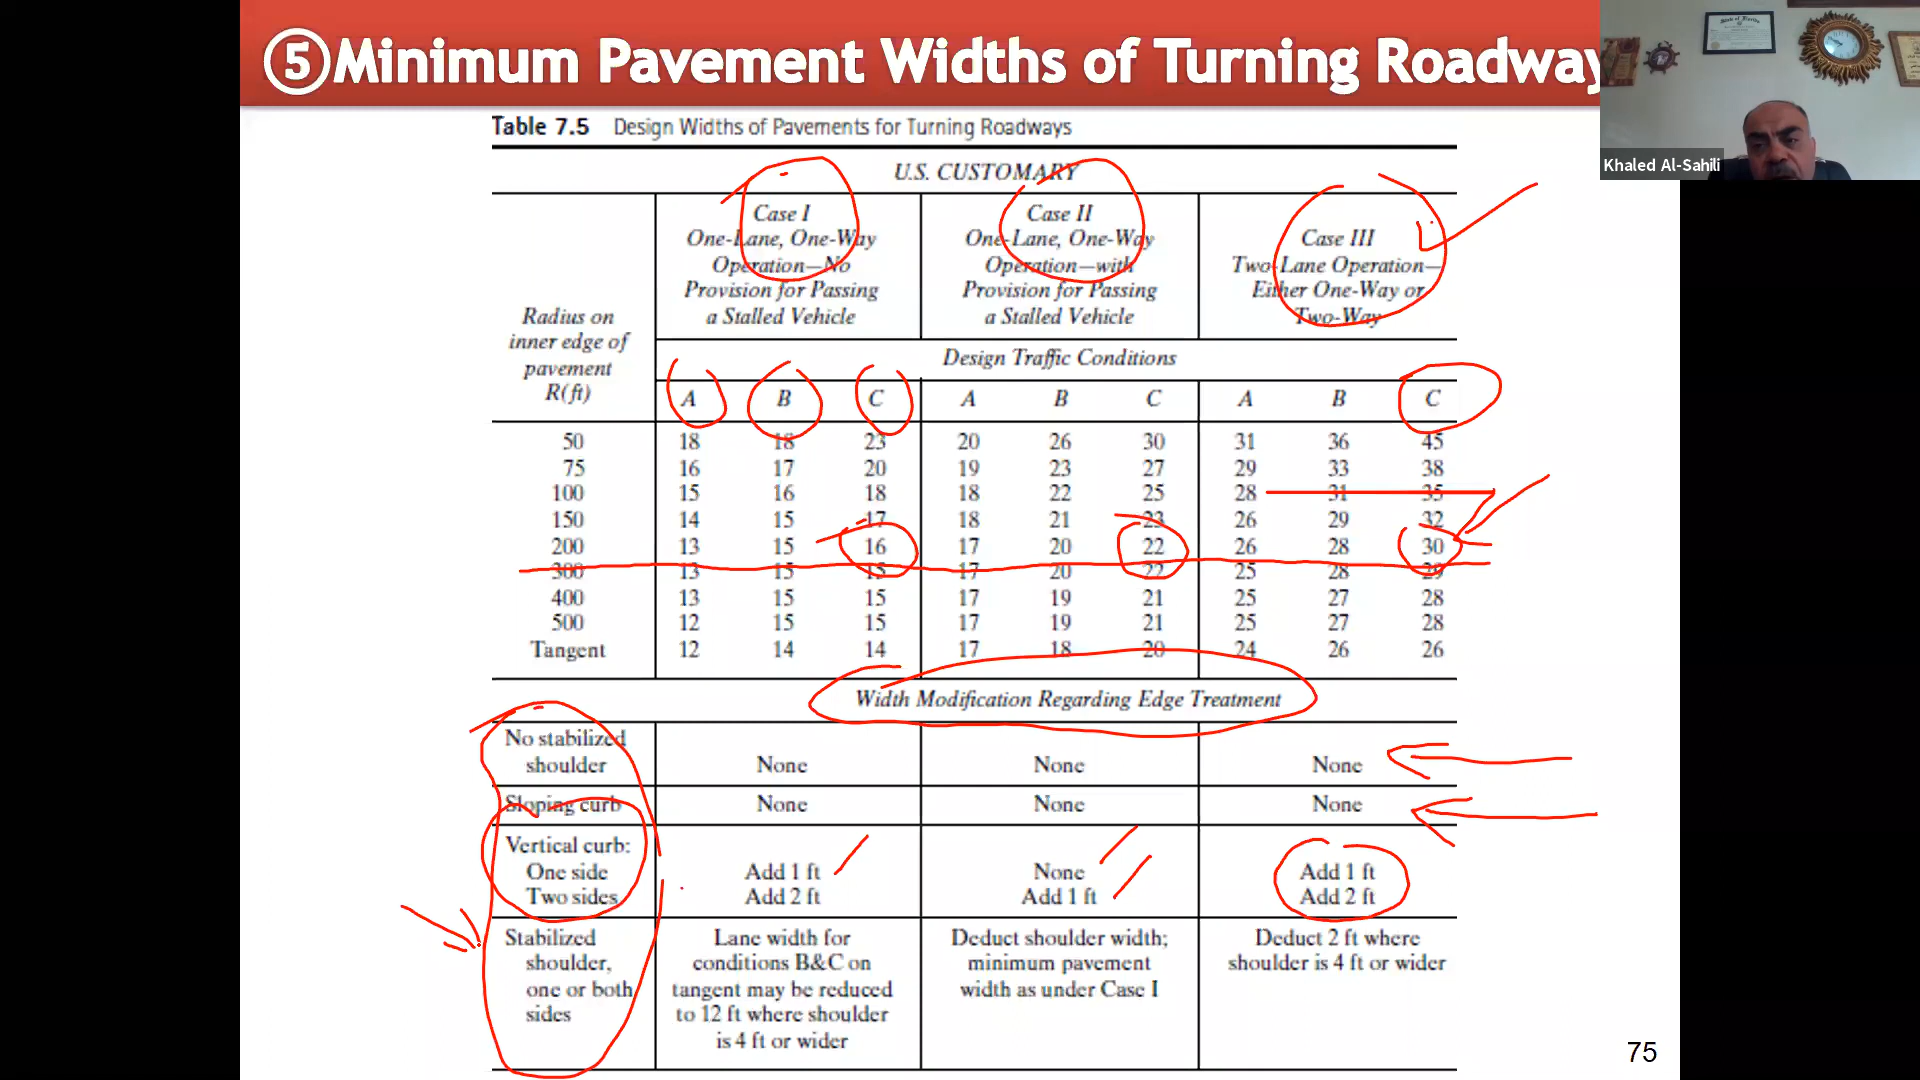 ⑤Minimum Pavement Widths of Turning Roadway
Khaled Al-Sahili
Table 7.5 Design Widths of Pavements for Turning Roadways
U.S. CUSTOMARY
Radius on
inner edge of
pavement
R(ft)
Case I
One-Lane, One-Way
Operation—No
Provision for Passing
a Stalled Vehicle
Case II
One-Lane, One-Way
Operation—with
Provision for Passing
a Stalled Vehicle
Case III
Two-Lane Operation—
Either One-Way or
Two-Way
Design Traffic Conditions
A B C A B C A B C
50 18 18 23 20 26 30 31 36 45
75 16 17 20 19 23 27 29 33 38
100 15 16 18 18 22 25 28 31 35
150 14 15 17 18 21 23 26 29 32
200 13 15 16 17 20 22 26 28 30
300 13 15 15 17 20 22 25 28 29
400 13 15 15 17 19 21 25 27 28
500 12 15 15 17 19 21 25 27 28
Tangent 12 14 14 17 18 20 24 26 26
Width Modification Regarding Edge Treatment
No stabilized
shoulder None None None
Sloping curb None None None
Vertical curb:
One side Add 1 ft None Add 1 ft
Two sides Add 2 ft Add 1 ft Add 2 ft
Stabilized
shoulder,
one or both
sides
Lane width for
conditions B&C on
tangent may be reduced
to 12 ft where shoulder
is 4 ft or wider
Deduct shoulder width;
minimum pavement
width as under Case I
Deduct 2 ft where
shoulder is 4 ft or wider
75